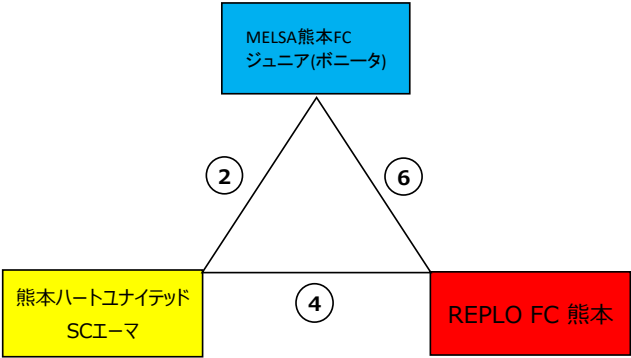 MELSA熊本FC
ジュニア(ボニータ)
②
⑥
熊本ハートユナイテッド
SCエーマ
④
REPLO FC 熊本